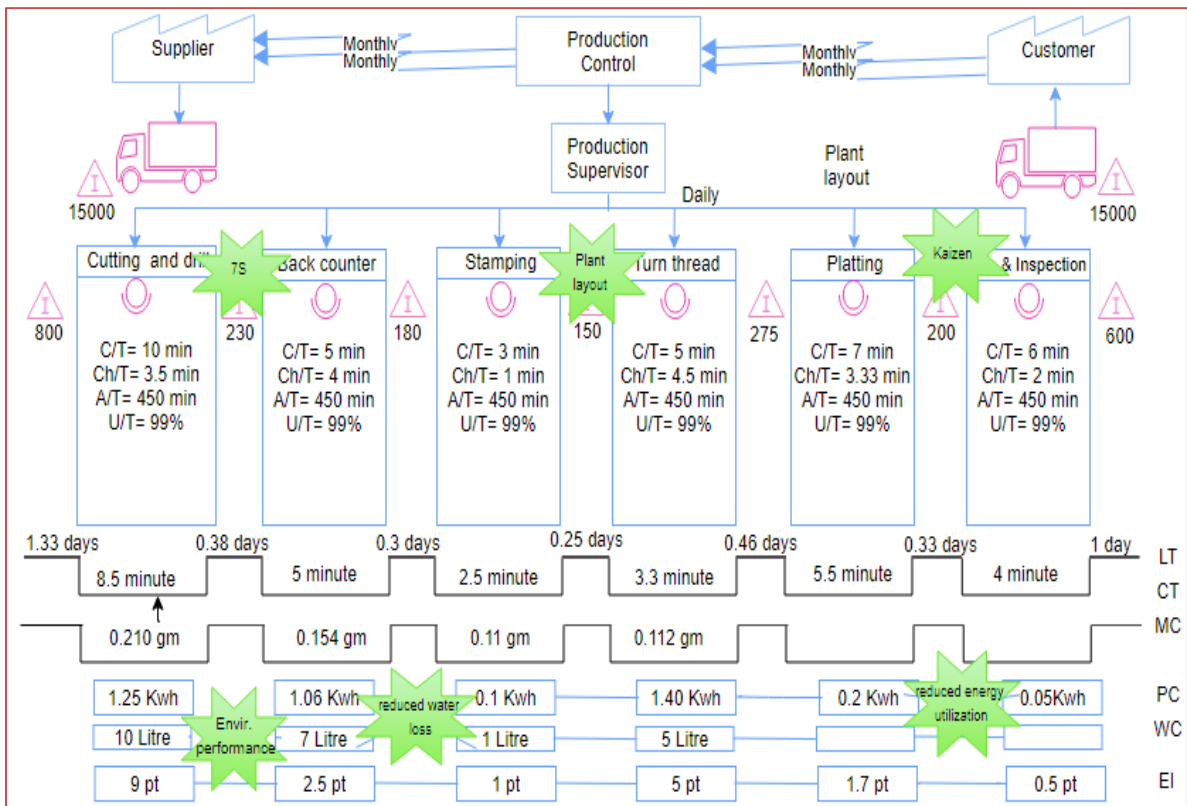 Supplier
Monthly
Monthly
Production
Control
Monthly
Monthly
Customer
Production
Supervisor
Plant
layout
Daily
I
15000
I
15000
Cutting and drill
7S
Back counter
Stamping
Plant
layout
Turn thread
Platting
Kaizen
& Inspection
I
800
I
230
I
180
I
150
I
275
I
200
I
600
C/T= 10 min
Ch/T= 3.5 min
A/T= 450 min
U/T= 99%
C/T= 5 min
Ch/T= 4 min
A/T= 450 min
U/T= 99%
C/T= 3 min
Ch/T= 1 min
A/T= 450 min
U/T= 99%
C/T= 5 min
Ch/T= 4.5 min
A/T= 450 min
U/T= 99%
C/T= 7 min
Ch/T= 3.33 min
A/T= 450 min
U/T= 99%
C/T= 6 min
Ch/T= 2 min
A/T= 450 min
U/T= 99%
1.33 days 0.38 days 0.3 days 0.25 days 0.46 days 0.33 days 1 day LT
8.5 minute 5 minute 2.5 minute 3.3 minute 5.5 minute 4 minute CT
0.210 gm 0.154 gm 0.11 gm 0.112 gm MC
1.25 Kwh 1.06 Kwh 0.1 Kwh 1.40 Kwh 0.2 Kwh 0.05Kwh PC
Envir.
performance
reduced water
loss
reduced energy
utilization
10 Litre 7 Litre 1 Litre 5 Litre WC
9 pt 2.5 pt 1 pt 5 pt 1.7 pt 0.5 pt EI